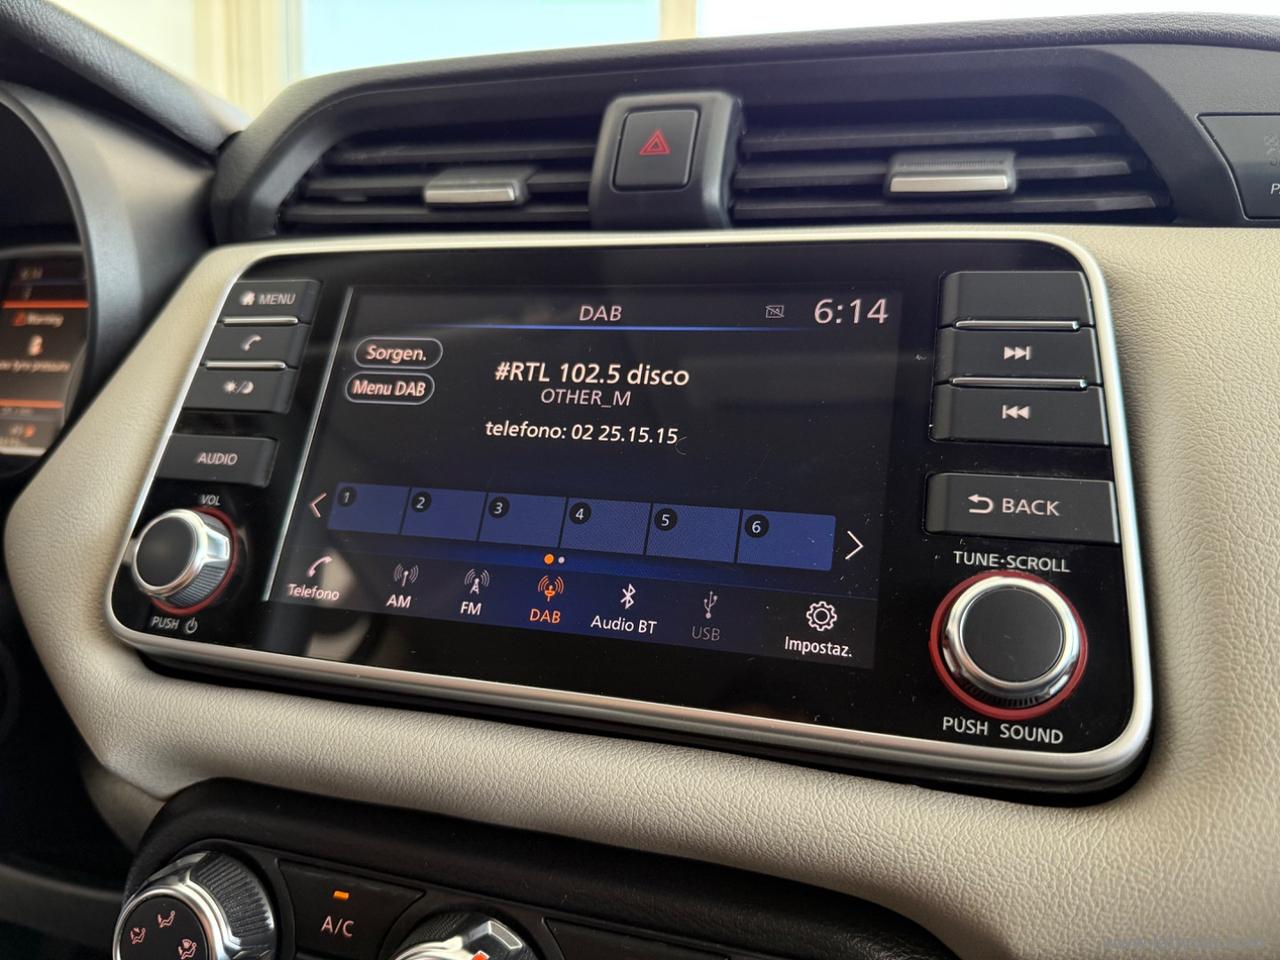 MENU
AUDIO
VOL
PUSH
DAB
TA
6:14
Sorgen.
Menu DAB
#RTL 102.5 disco
OTHER_M
telefono: 02 25.15.15
1 2 3 4 5 6
Telefono
AM
FM
DAB
Audio BT
USB
Impostaz.
BACK
TUNE·SCROLL
PUSH SOUND
A/C
Warning